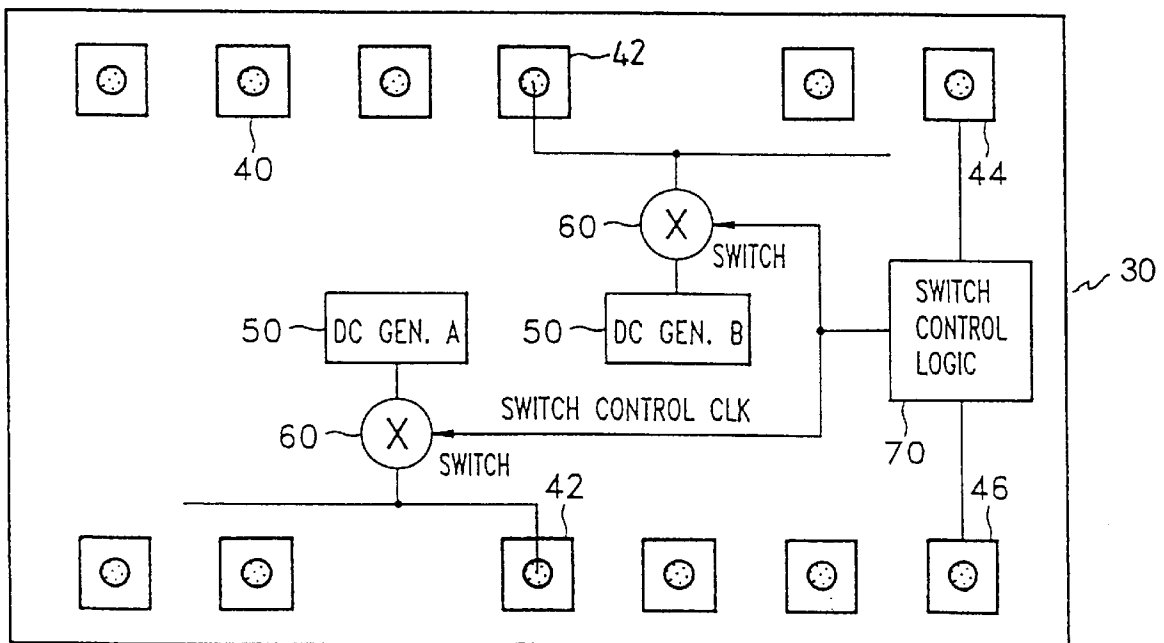 42
40
44
60
SWITCH
30
50
DC GEN. A
50
DC GEN. B
SWITCH
CONTROL
LOGIC
SWITCH CONTROL CLK
60
SWITCH
70
42
46